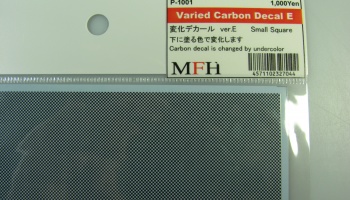 P-1001 1,000Yen
Varied Carbon Decal E
変化デカール ver.E Small Square
下に塗る色で変化します
Carbon decal is changed by undercolor
MFH
4571102327044